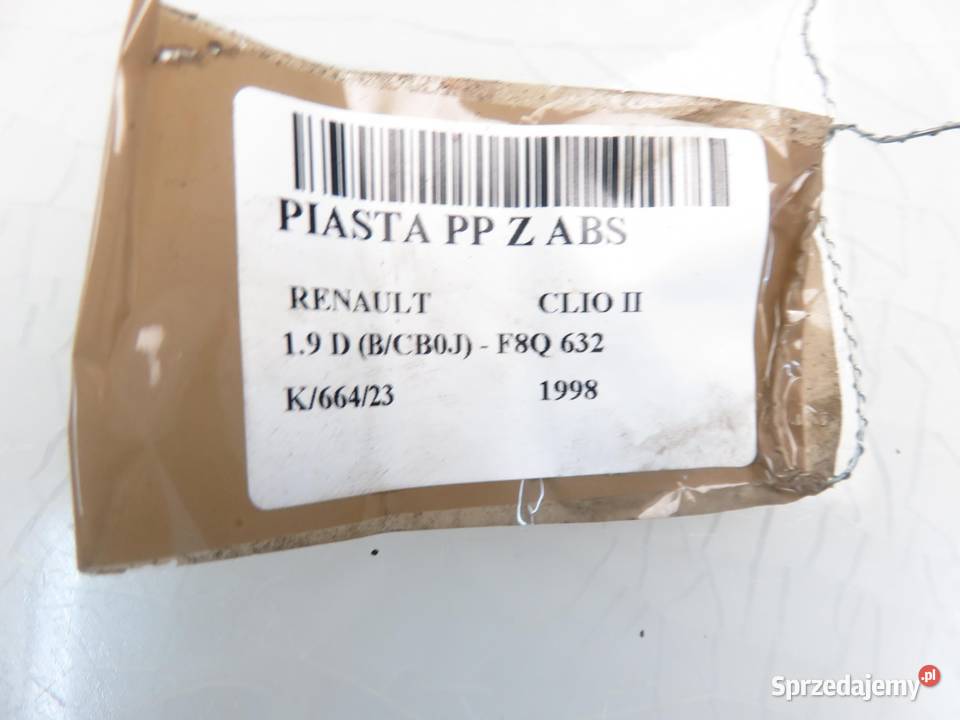 PIASTA PP Z ABS
RENAULT CLIO II
1.9 D (B/CB0J) - F8Q 632
K/664/23 1998
Sprzedajemy.pl